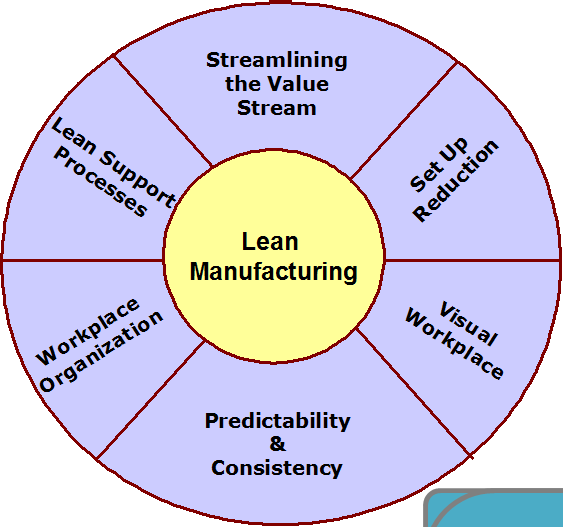 Streamlining
the Value
Stream
Set Up
Reduction
Visual
Workplace
Predictability
&
Consistency
Workplace
Organization
Lean Support
Processes
Lean
Manufacturing